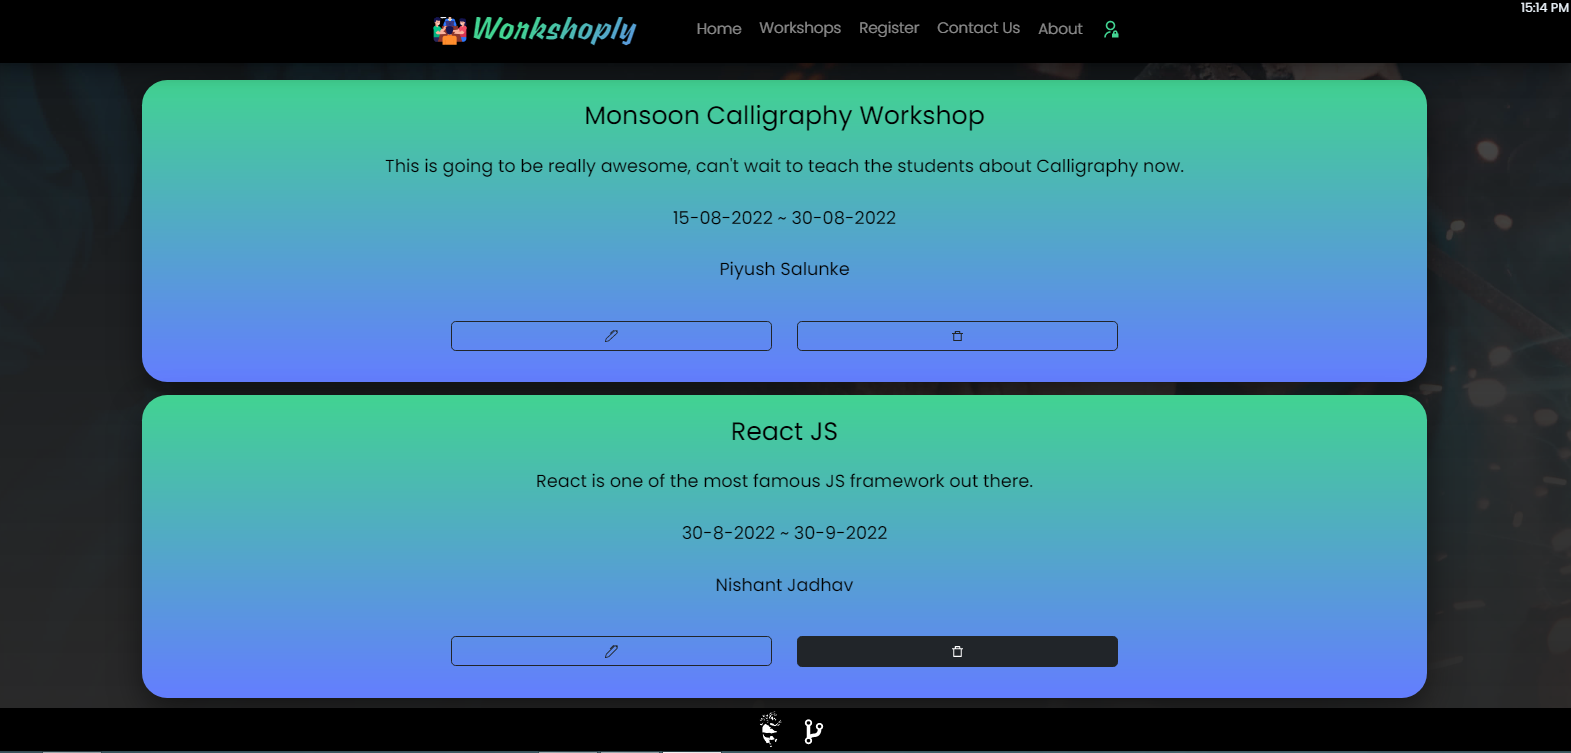 15:14 PM
Workshoply Home Workshops Register Contact Us About
Monsoon Calligraphy Workshop
This is going to be really awesome, can't wait to teach the students about Calligraphy now.
15-08-2022 ~ 30-08-2022
Piyush Salunke
React JS
React is one of the most famous JS framework out there.
30-8-2022 ~ 30-9-2022
Nishant Jadhav